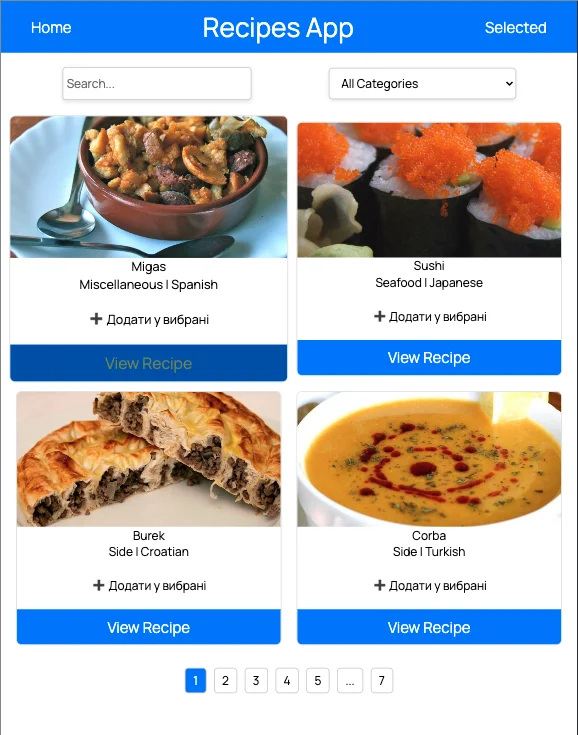 Home
Recipes App
Selected
Search...
All Categories
Migas
Miscellaneous | Spanish
➕ Додати у вибрані
View Recipe
Sushi
Seafood | Japanese
➕ Додати у вибрані
View Recipe
Burek
Side | Croatian
➕ Додати у вибрані
View Recipe
Corba
Side | Turkish
➕ Додати у вибрані
View Recipe
1 2 3 4 5 ... 7